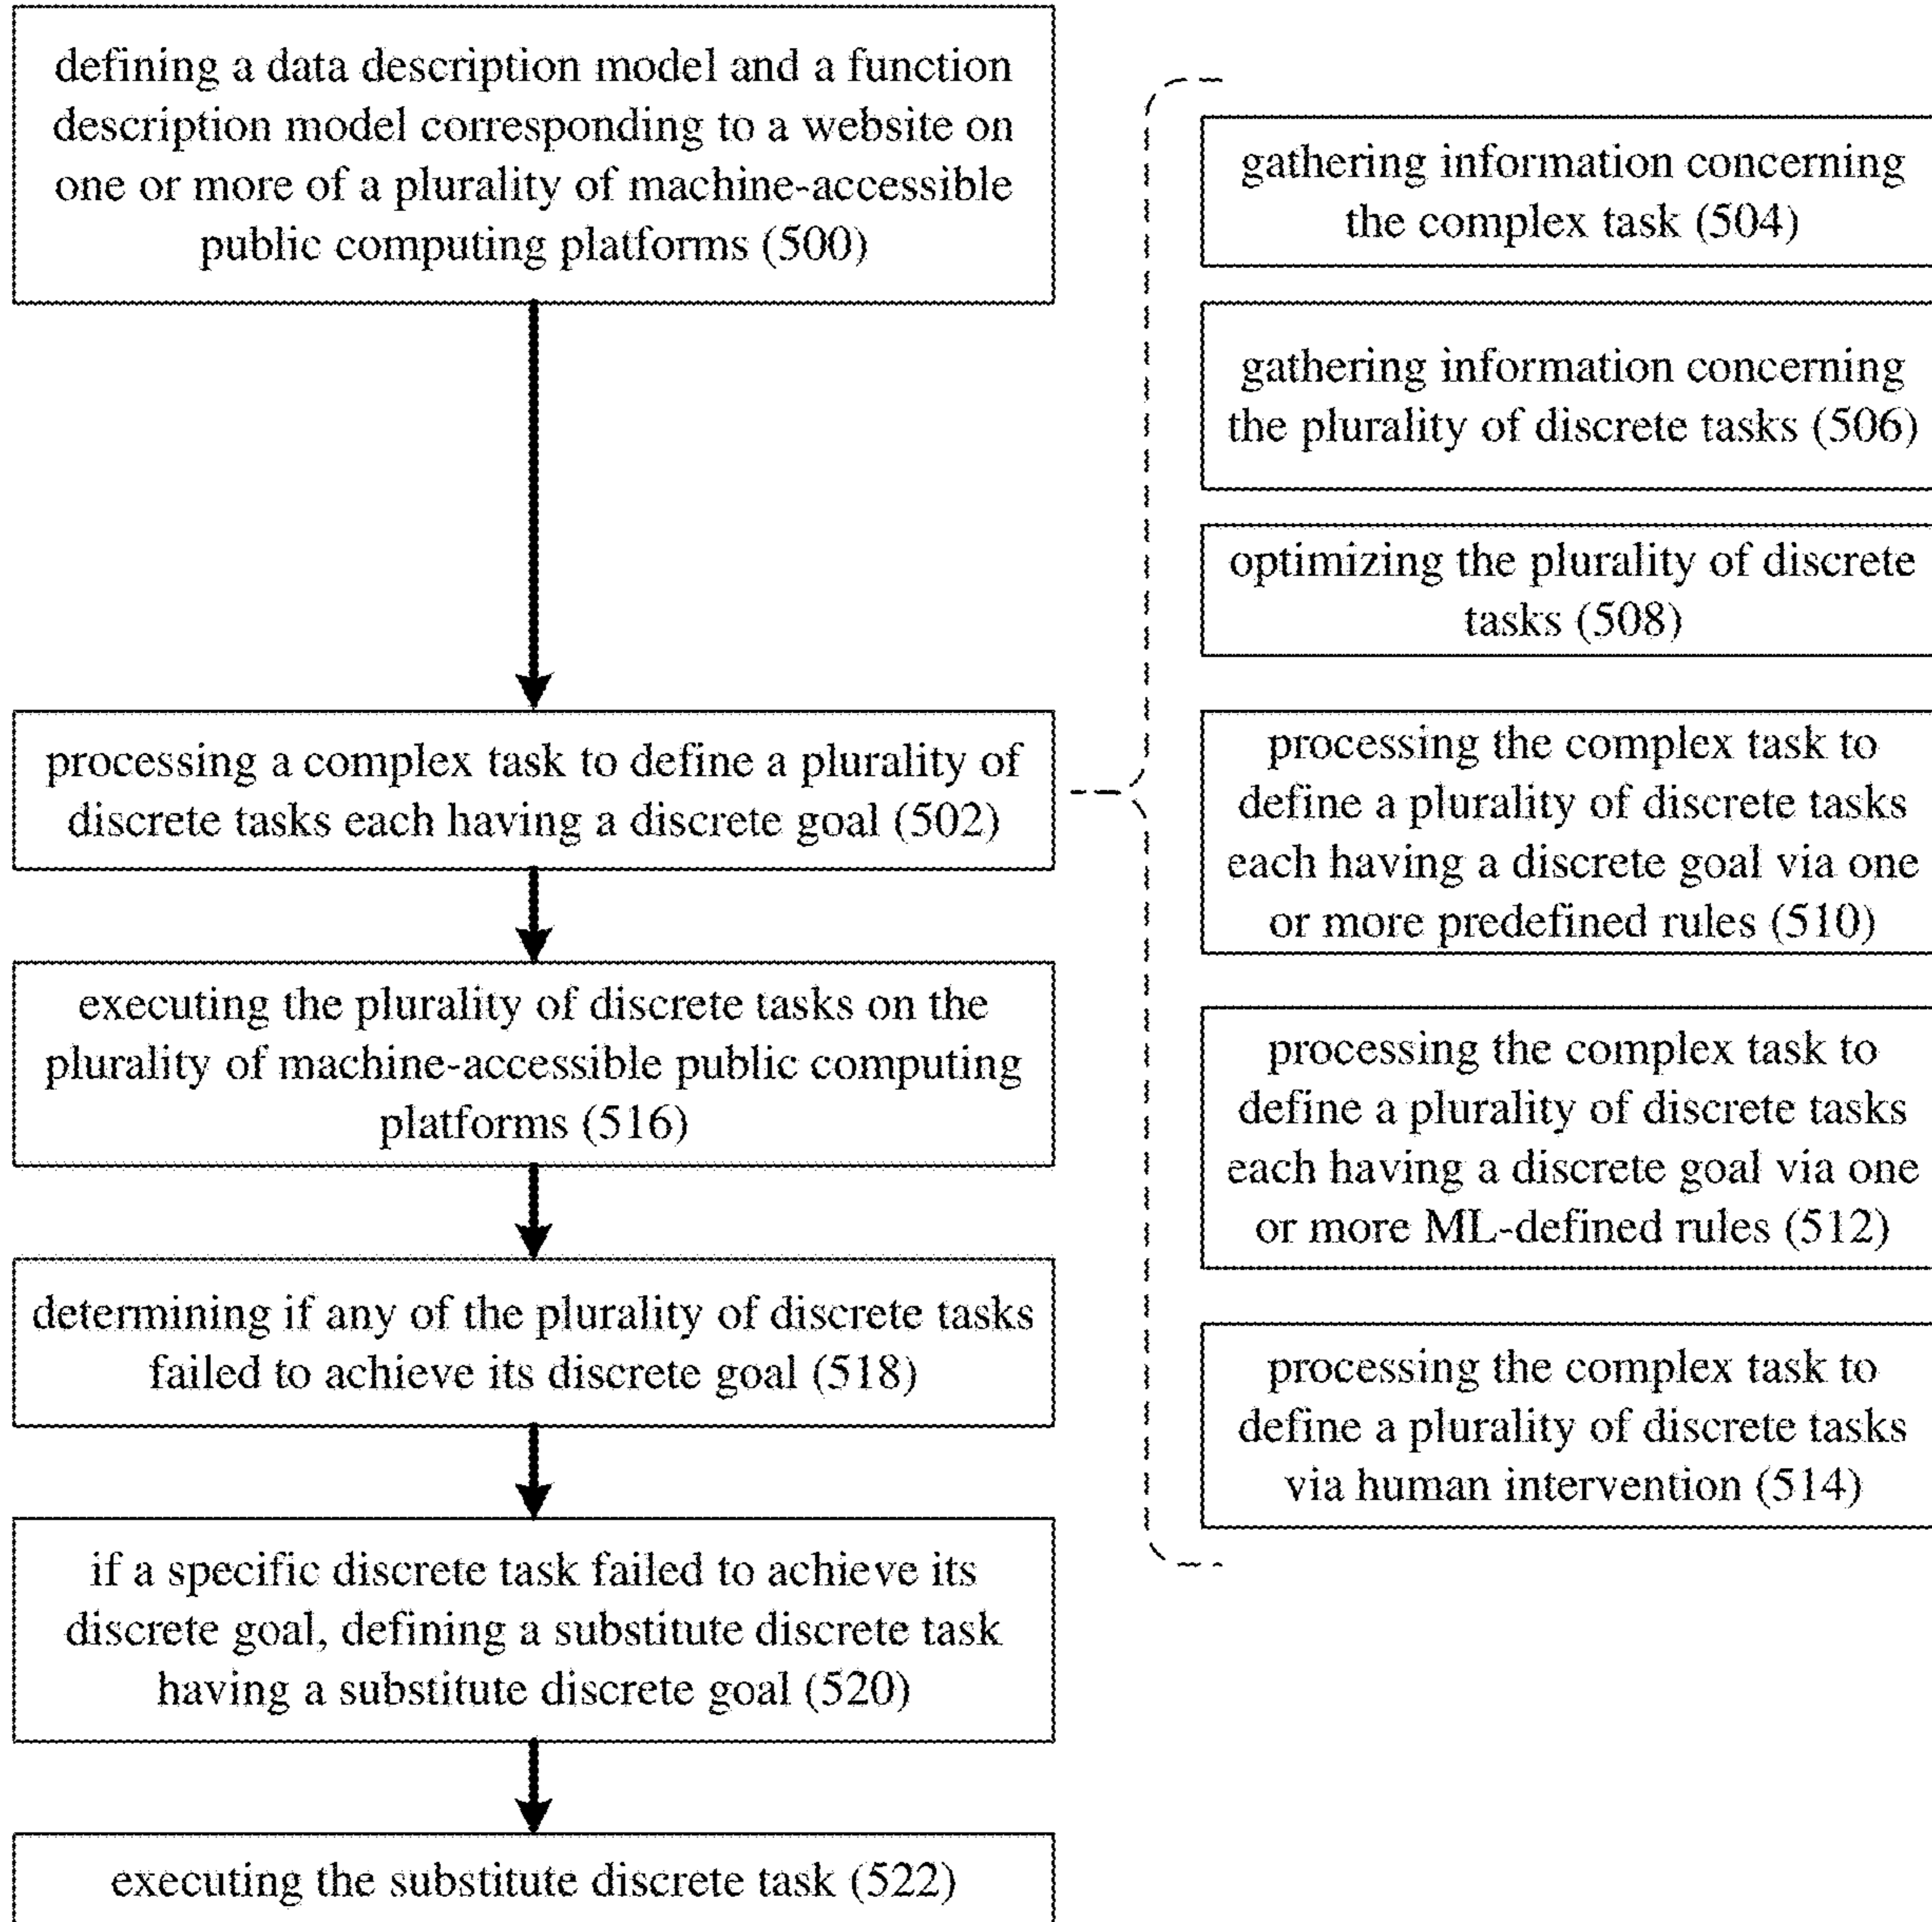 defining a data description model and a function
description model corresponding to a website on
one or more of a plurality of machine-accessible
public computing platforms (500)
processing a complex task to define a plurality of
discrete tasks each having a discrete goal (502)
gathering information concerning
the complex task (504)
gathering information concerning
the plurality of discrete tasks (506)
optimizing the plurality of discrete
tasks (508)
processing the complex task to
define a plurality of discrete tasks
each having a discrete goal via one
or more predefined rules (510)
processing the complex task to
define a plurality of discrete tasks
each having a discrete goal via one
or more ML-defined rules (512)
processing the complex task to
define a plurality of discrete tasks
via human intervention (514)
executing the plurality of discrete tasks on the
plurality of machine-accessible public computing
platforms (516)
determining if any of the plurality of discrete tasks
failed to achieve its discrete goal (518)
if a specific discrete task failed to achieve its
discrete goal, defining a substitute discrete task
having a substitute discrete goal (520)
executing the substitute discrete task (522)